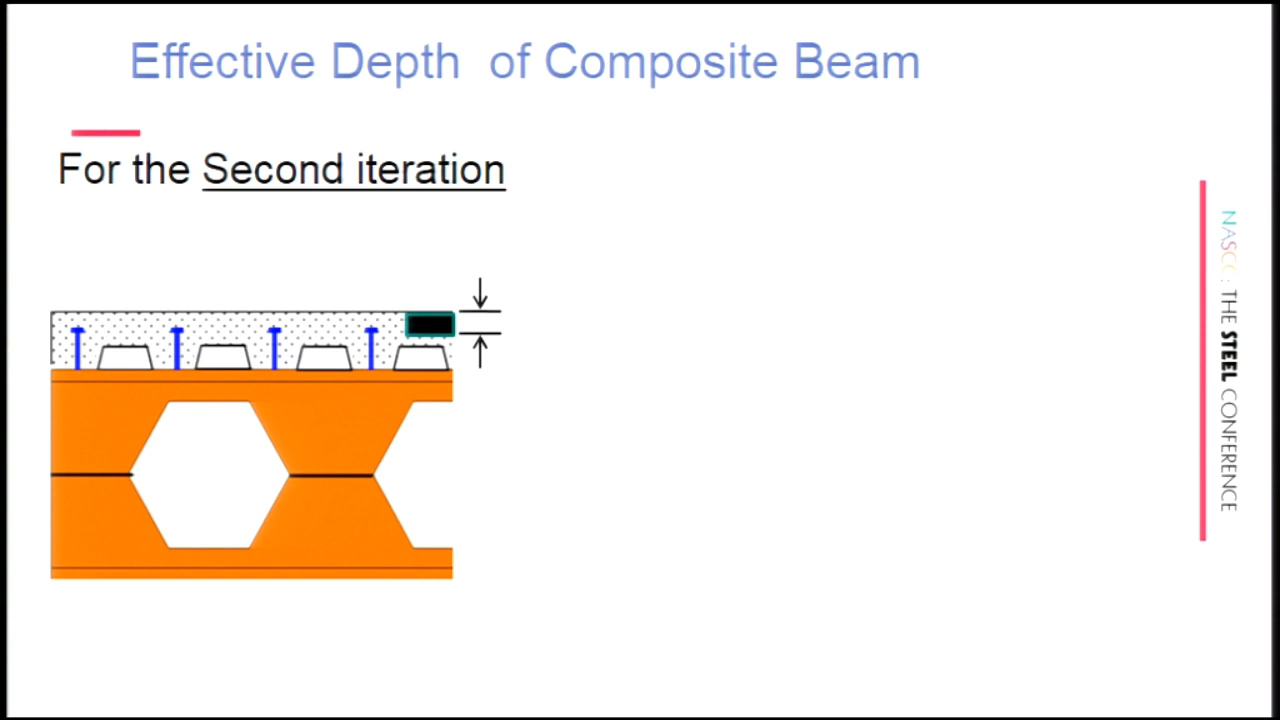 Effective Depth of Composite Beam
For the Second iteration
NASCC : THE STEEL CONFERENCE